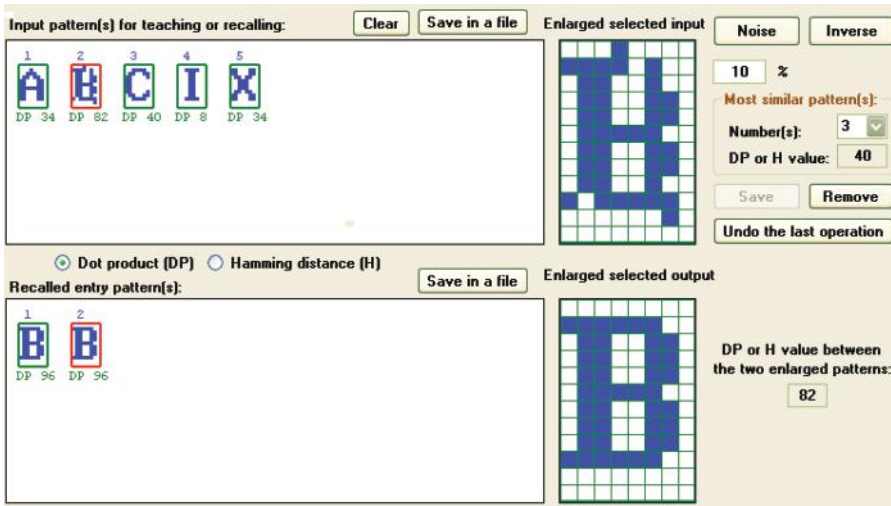 Input pattern(s) for teaching or recalling:
Clear
Save in a file
Enlarged selected input
Noise
Inverse
1 2 3 4 5
A B C I X
DP 34 DP 82 DP 40 DP 8 DP 34
10 %
Most similar pattern(s):
Number(s): 3
DP or H value: 40
Save
Remove
Undo the last operation
Dot product (DP)
Hamming distance (H)
Recalled entry pattern(s):
Save in a file
Enlarged selected output
1 2
B B
DP 96 DP 96
B
DP or H value between
the two enlarged patterns:
82